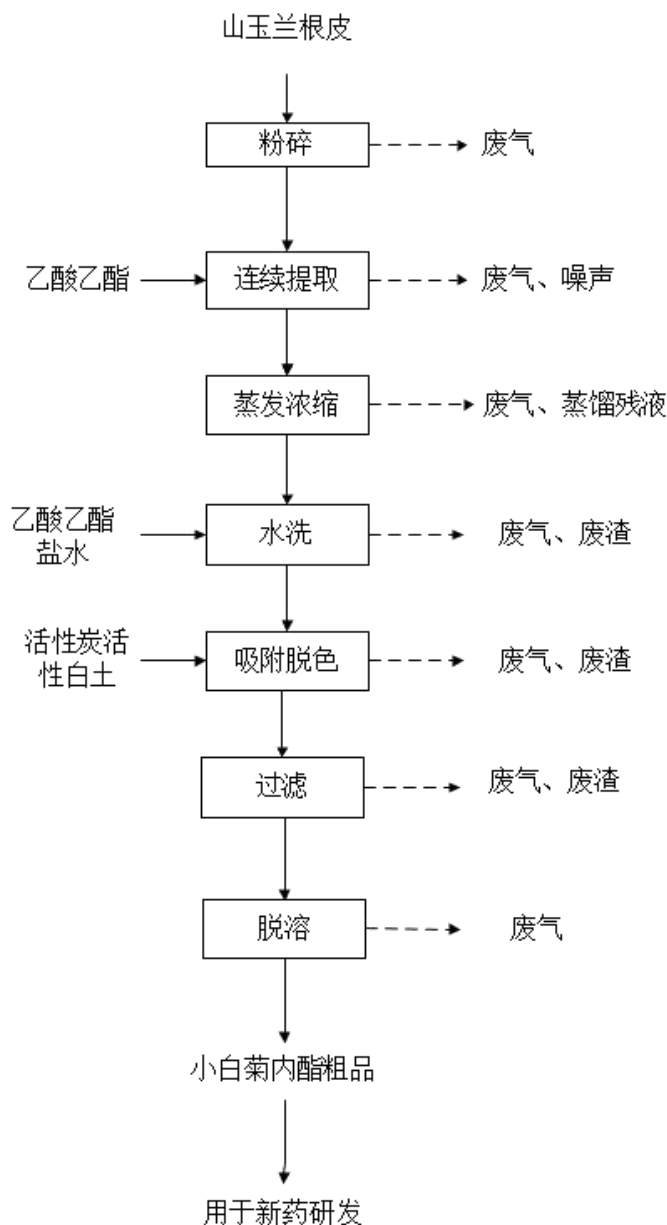 山玉兰根皮
粉碎
废气
乙酸乙酯
连续提取
废气、噪声
蒸发浓缩
废气、蒸馏残液
乙酸乙酯
盐水
水洗
废气、废渣
活性炭活
性白土
吸附脱色
废气、废渣
过滤
废气、废渣
脱溶
废气
小白菊内酯粗品
用于新药研发